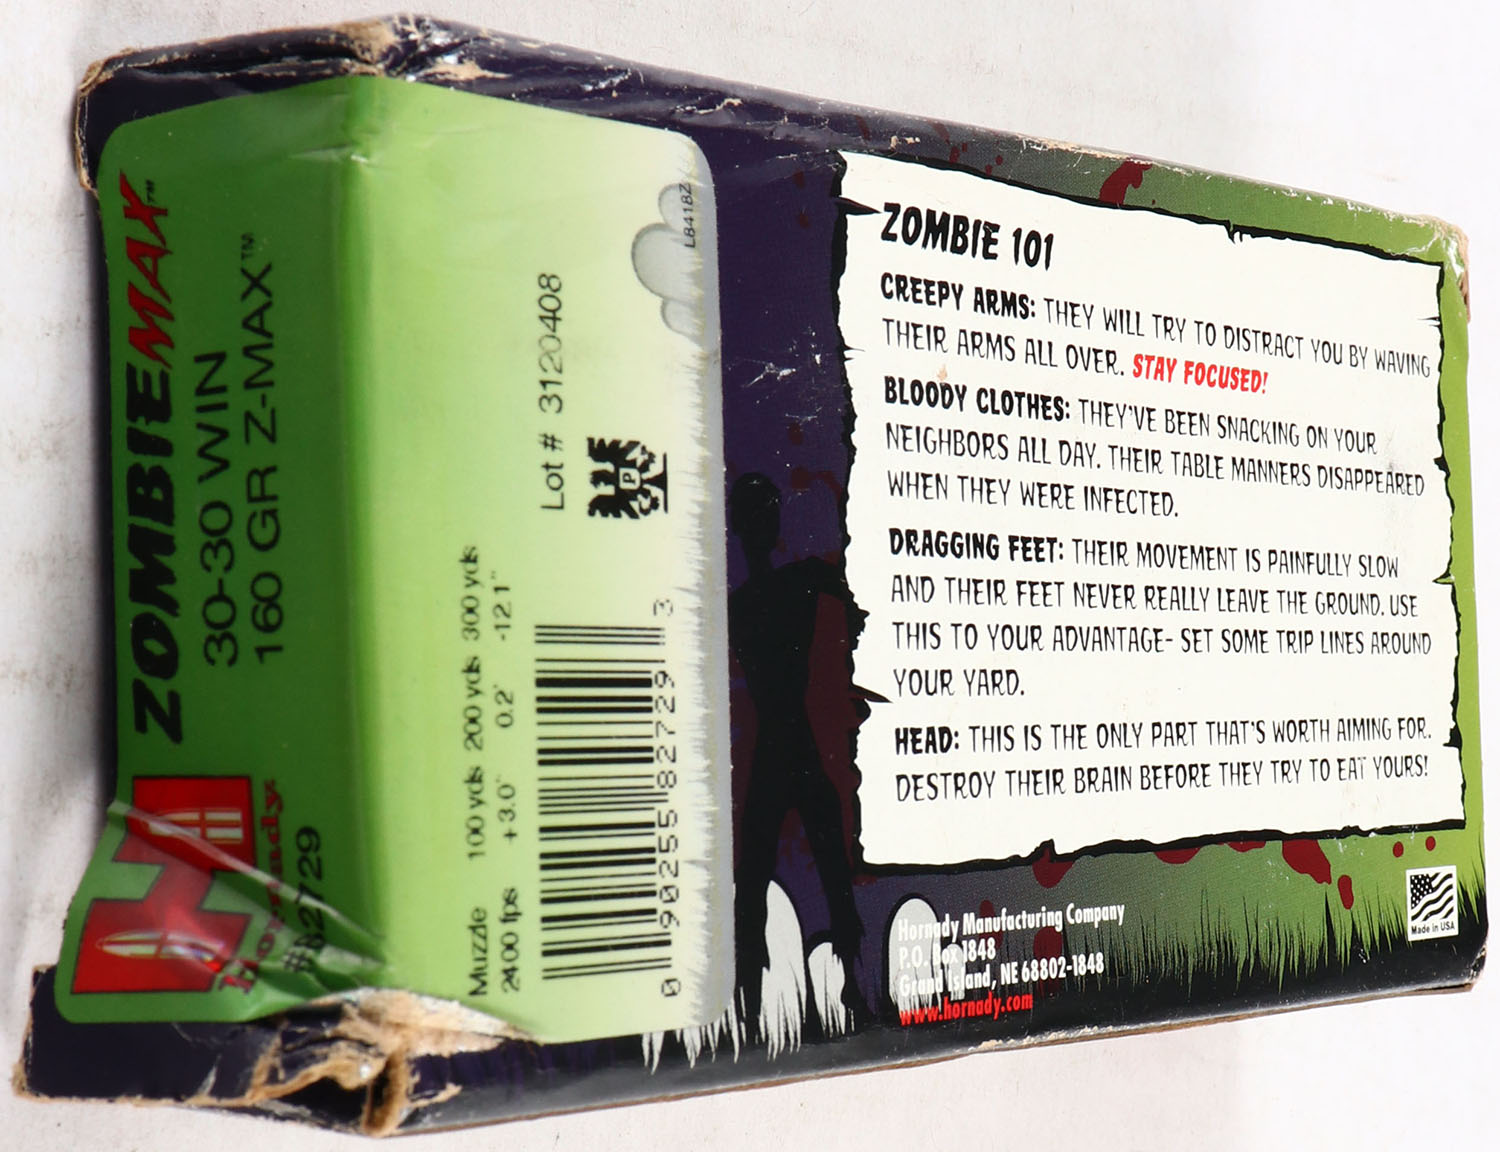 ZOMBIEMAX™
30-30 WIN
160 GR Z-MAX™
H
Hornady
#82729
Muzzle 100 yds 200 yds 300 yds
2400 fps +3.0" 0.2" -12.1"
Lot # 3120408
P
L8418Z
0 90255 82729 3
ZOMBIE 101
CREEPY ARMS: THEY WILL TRY TO DISTRACT YOU BY WAVING
THEIR ARMS ALL OVER. STAY FOCUSED!
BLOODY CLOTHES: THEY'VE BEEN SNACKING ON YOUR
NEIGHBORS ALL DAY. THEIR TABLE MANNERS DISAPPEARED
WHEN THEY WERE INFECTED.
DRAGGING FEET: THEIR MOVEMENT IS PAINFULLY SLOW
AND THEIR FEET NEVER REALLY LEAVE THE GROUND. USE
THIS TO YOUR ADVANTAGE- SET SOME TRIP LINES AROUND
YOUR YARD.
HEAD: THIS IS THE ONLY PART THAT'S WORTH AIMING FOR.
DESTROY THEIR BRAIN BEFORE THEY TRY TO EAT YOURS!
Hornady Manufacturing Company
P.O. Box 1848
Grand Island, NE 68802-1848
www.hornady.com
Made in USA